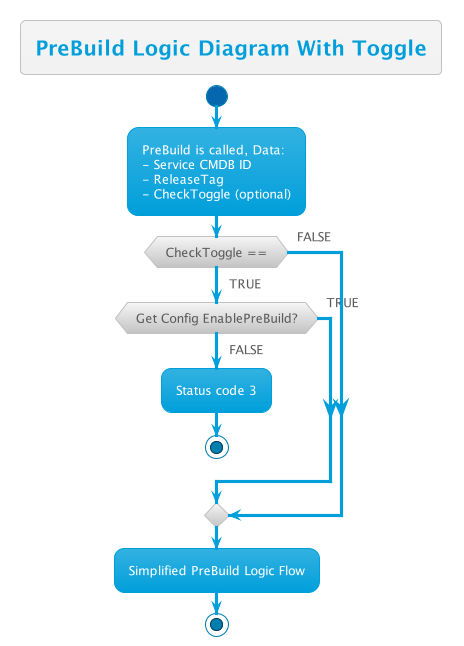 PreBuild Logic Diagram With Toggle
PreBuild is called, Data:
- Service CMDB ID
- ReleaseTag
- CheckToggle (optional)
CheckToggle ==
FALSE
TRUE
Get Config EnablePreBuild?
TRUE
FALSE
Status code 3
Simplified PreBuild Logic Flow